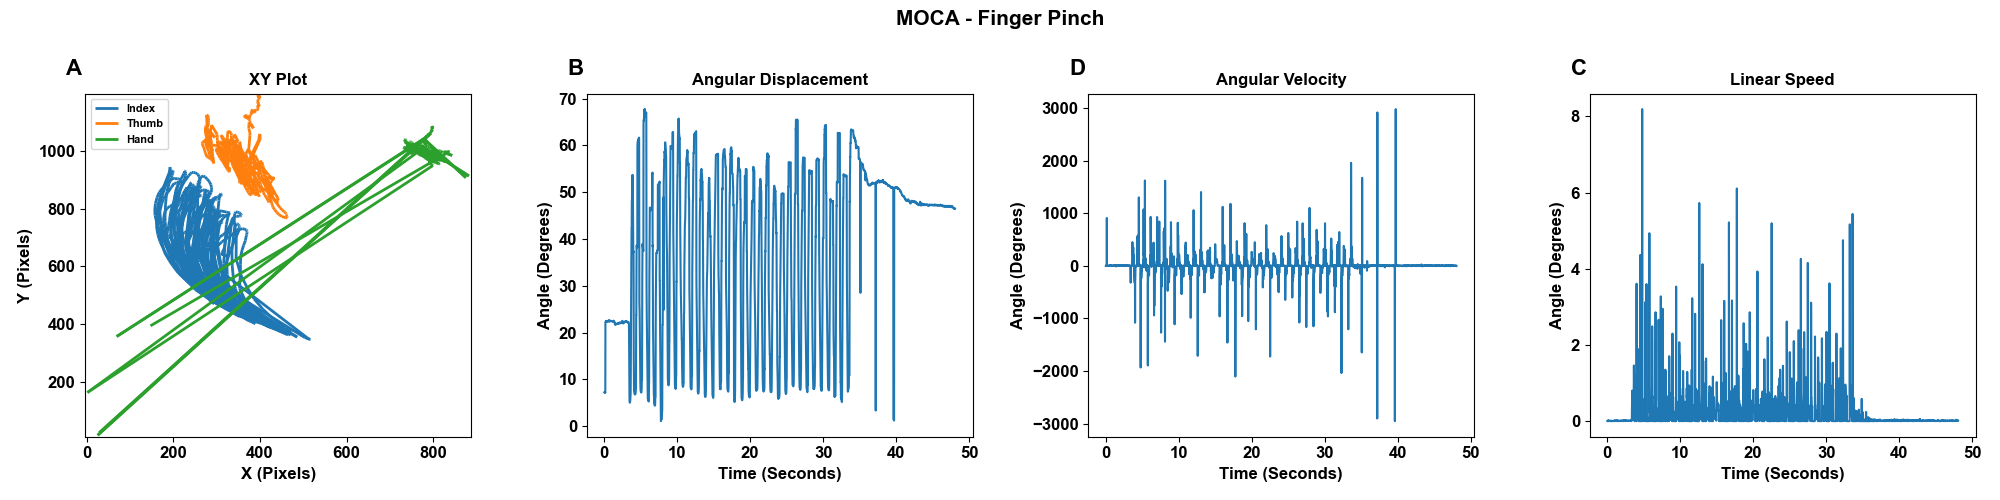 MOCA - Finger Pinch
A
XY Plot
Index
Thumb
Hand
1000
800
600
400
200
0
200
400
600
800
Y (Pixels)
X (Pixels)
B
Angular Displacement
70
60
50
40
30
20
10
0
0
10
20
30
40
50
Angle (Degrees)
Time (Seconds)
D
Angular Velocity
3000
2000
1000
0
−1000
−2000
−3000
0
10
20
30
40
50
Angle (Degrees)
Time (Seconds)
C
Linear Speed
8
6
4
2
0
0
10
20
30
40
50
Angle (Degrees)
Time (Seconds)